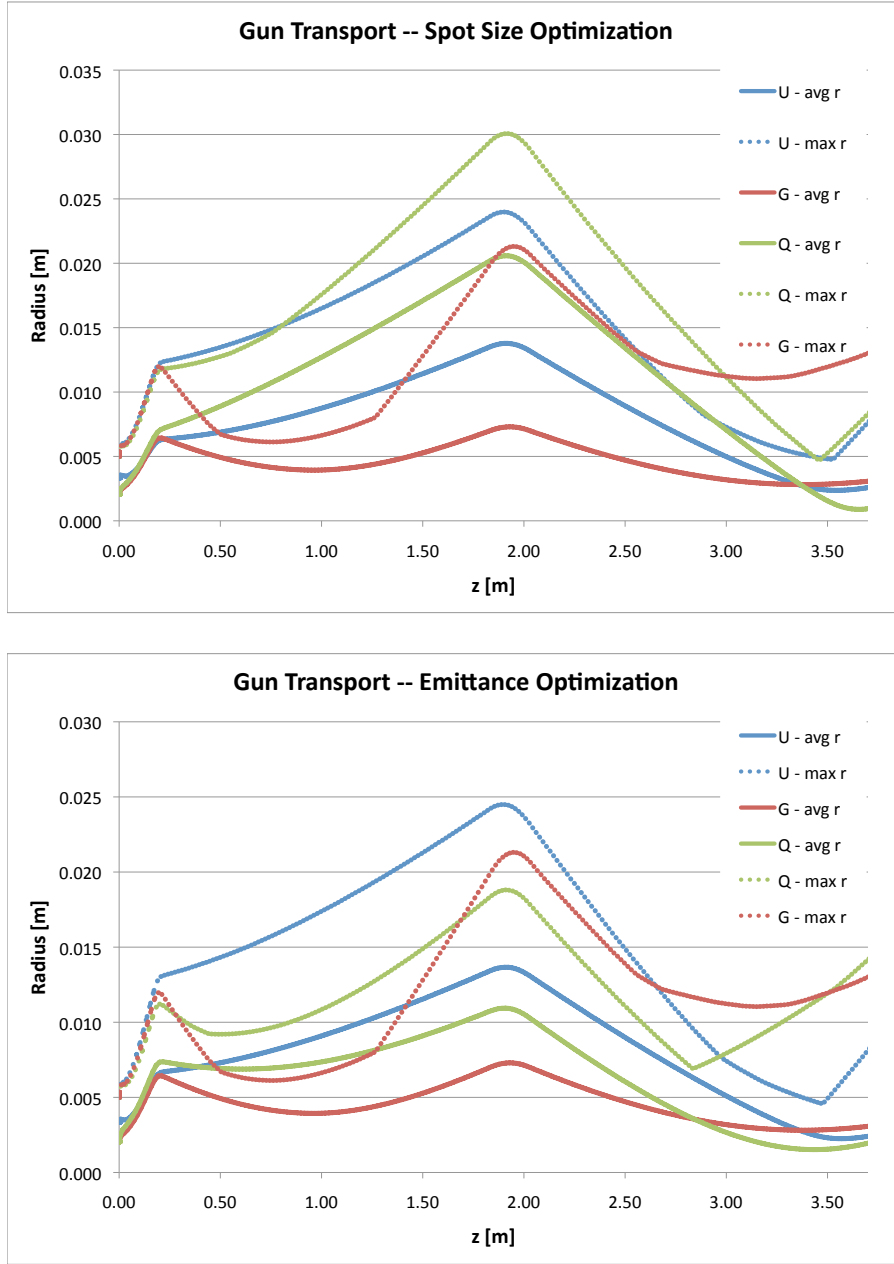 Gun Transport -- Spot Size Optimization
0.035
0.030
0.025
0.020
0.015
0.010
0.005
0.000
Radius [m]
U - avg r
U - max r
G - avg r
Q - avg r
Q - max r
G - max r
0.00 0.50 1.00 1.50 2.00 2.50 3.00 3.50
z [m]
Gun Transport -- Emittance Optimization
0.030
0.025
0.020
0.015
0.010
0.005
0.000
Radius [m]
U - avg r
U - max r
G - avg r
Q - avg r
Q - max r
G - max r
0.00 0.50 1.00 1.50 2.00 2.50 3.00 3.50
z [m]